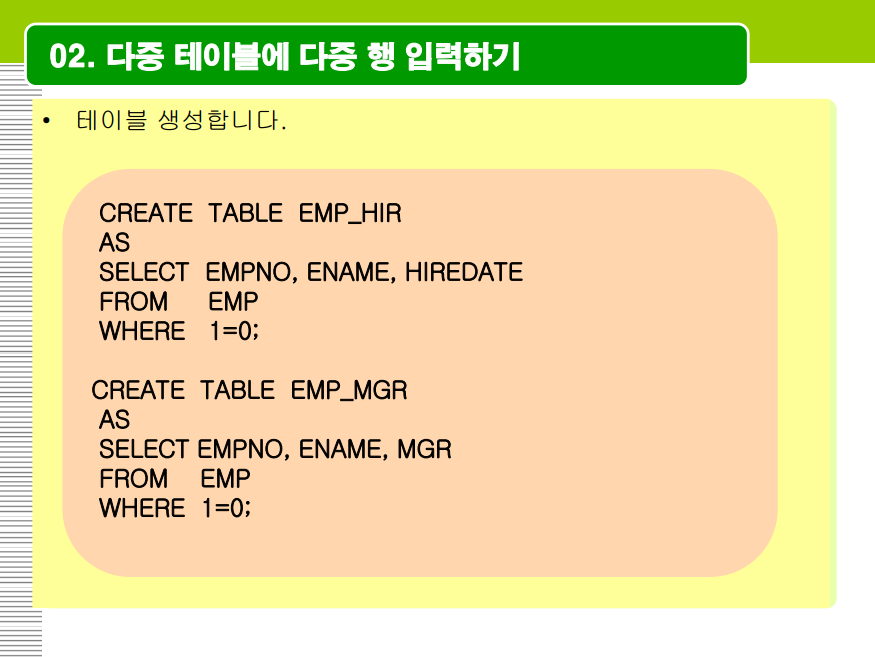 02. 다중 테이블에 다중 행 입력하기
• 테이블 생성합니다.
CREATE TABLE EMP_HIR
AS
SELECT EMPNO, ENAME, HIREDATE
FROM EMP
WHERE 1=0;
CREATE TABLE EMP_MGR
AS
SELECT EMPNO, ENAME, MGR
FROM EMP
WHERE 1=0;